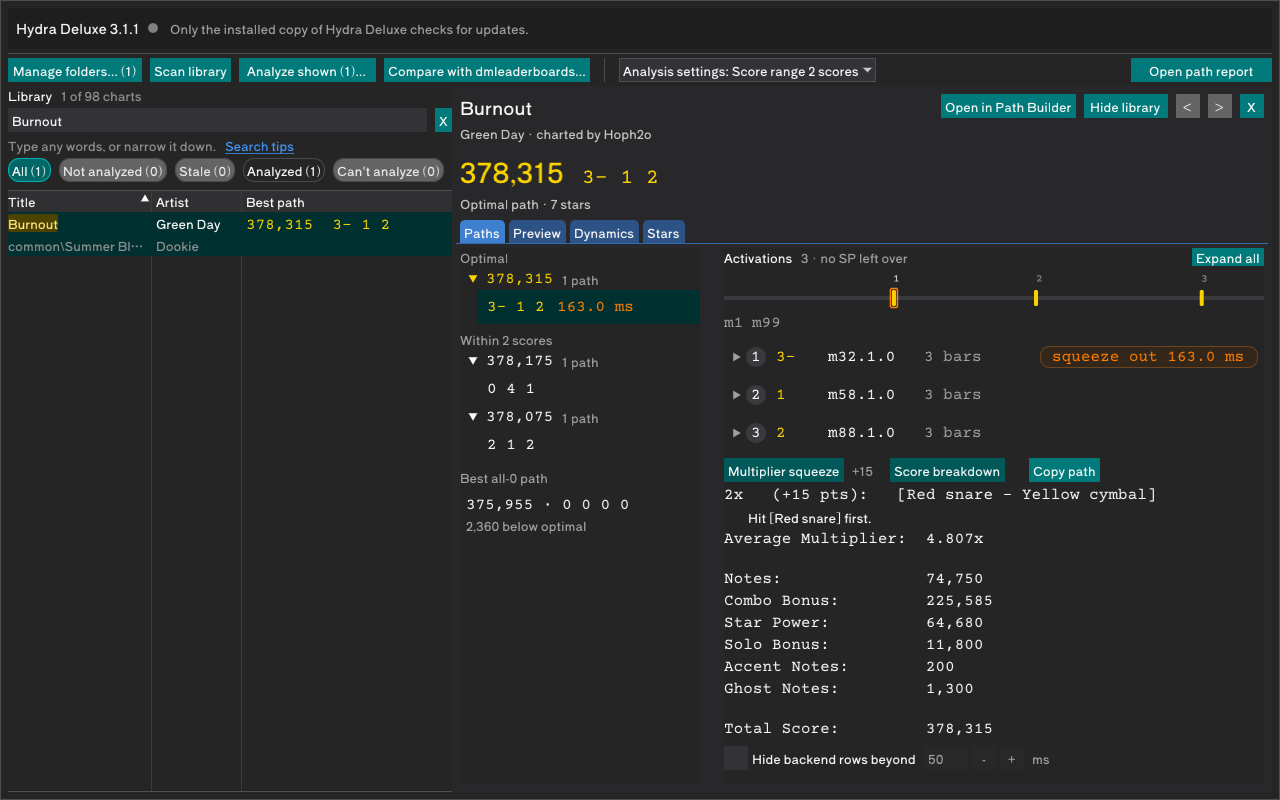 Hydra Deluxe 3.1.1 Only the installed copy of Hydra Deluxe checks for updates.
Manage folders... (1) Scan library Analyze shown (1)... Compare with dmleaderboards... Analysis settings: Score range 2 scores Open path report
Library 1 of 98 charts
Burnout X
Type any words, or narrow it down. Search tips
All (1) Not analyzed (0) Stale (0) Analyzed (1) Can't analyze (0)
Title Artist Best path
Burnout Green Day 378,315 3- 1 2
common\Summer Bl··· Dookie
Burnout
Open in Path Builder Hide library < > X
Green Day · charted by Hoph2o
378,315 3- 1 2
Optimal path · 7 stars
Paths Preview Dynamics Stars
Optimal
378,315 1 path
3- 1 2 163.0 ms
Within 2 scores
378,175 1 path
0 4 1
378,075 1 path
2 1 2
Best all-0 path
375,955 · 0 0 0 0
2,360 below optimal
Activations 3 · no SP left over Expand all
1 2 3
m1 m99
1 3- m32.1.0 3 bars squeeze out 163.0 ms
2 1 m58.1.0 3 bars
3 2 m88.1.0 3 bars
Multiplier squeeze +15 Score breakdown Copy path
2x (+15 pts): [Red snare - Yellow cymbal]
Hit [Red snare] first.
Average Multiplier: 4.807x
Notes: 74,750
Combo Bonus: 225,585
Star Power: 64,680
Solo Bonus: 11,800
Accent Notes: 200
Ghost Notes: 1,300
Total Score: 378,315
Hide backend rows beyond 50 - + ms